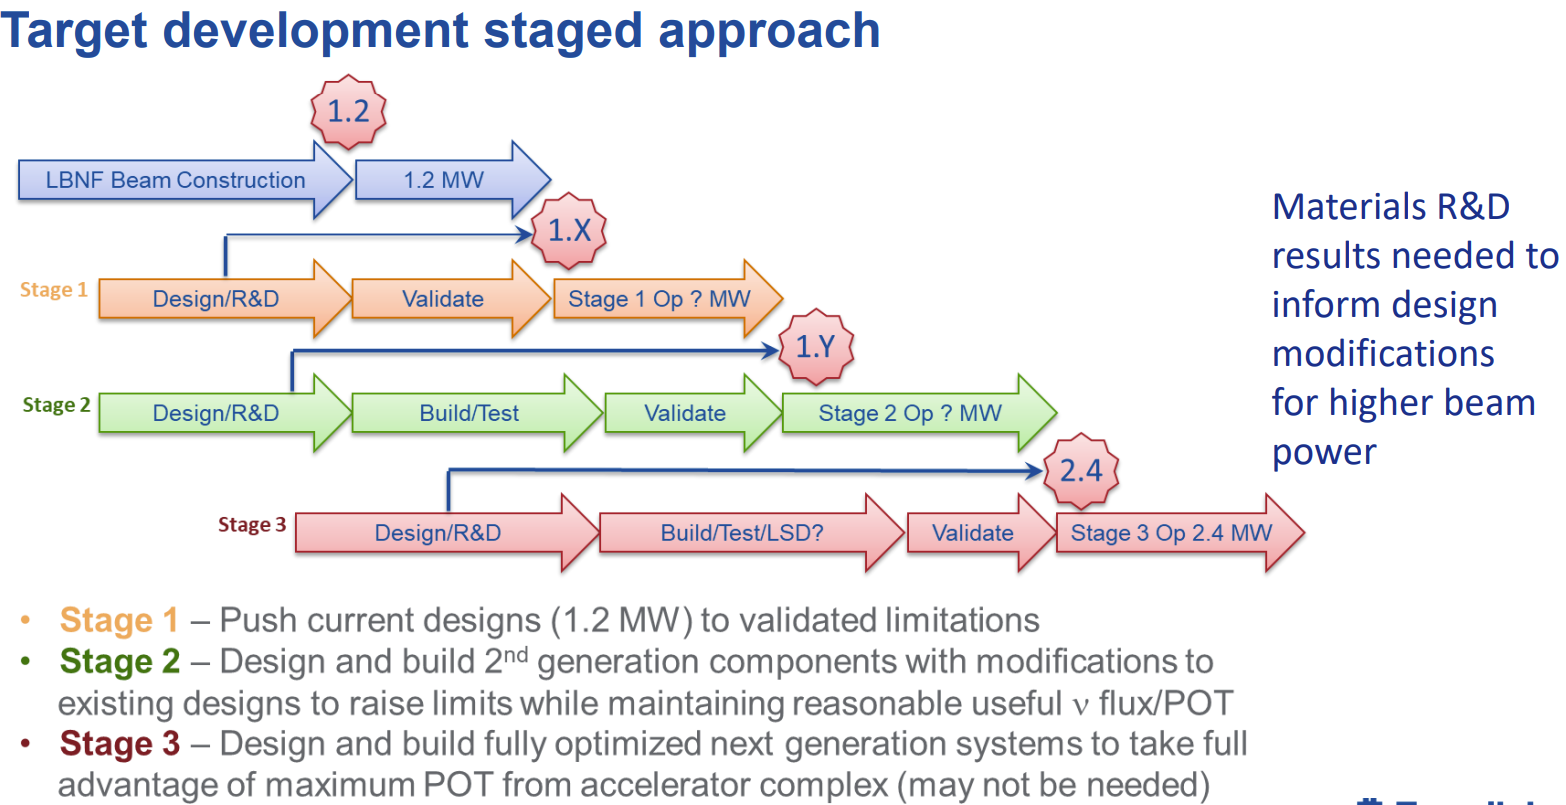 Target development staged approach
1.2
LBNF Beam Construction
1.2 MW
1.X
Stage 1
Design/R&D
Validate
Stage 1 Op ? MW
1.Y
Stage 2
Design/R&D
Build/Test
Validate
Stage 2 Op ? MW
2.4
Stage 3
Design/R&D
Build/Test/LSD?
Validate
Stage 3 Op 2.4 MW
Materials R&D
results needed to
inform design
modifications
for higher beam
power
• Stage 1 – Push current designs (1.2 MW) to validated limitations
• Stage 2 – Design and build 2nd generation components with modifications to
existing designs to raise limits while maintaining reasonable useful ν flux/POT
• Stage 3 – Design and build fully optimized next generation systems to take full
advantage of maximum POT from accelerator complex (may not be needed)